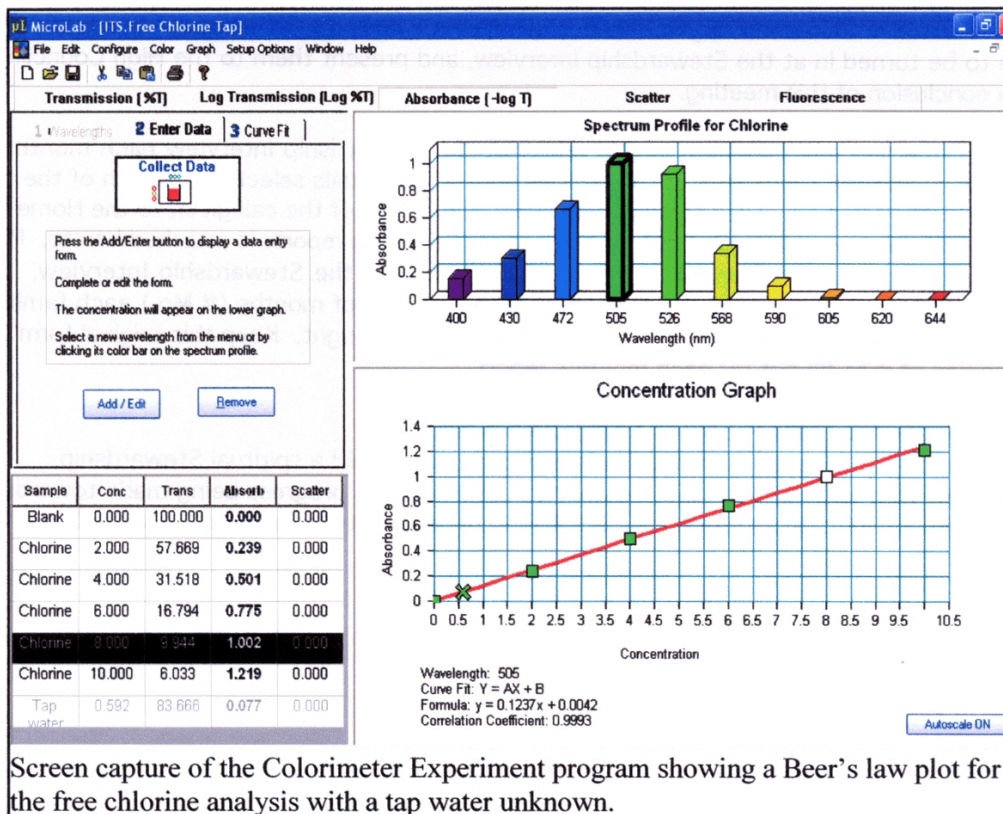 µL MicroLab - [ITS.Free Chlorine Tap]
File Edit Configure Color Graph Setup Options Window Help
Transmission (%T) Log Transmission (Log %T) Absorbance (-log T) Scatter Fluorescence
1 Wavelengths 2 Enter Data 3 Curve Fit
Collect Data
Press the Add/Enter button to display a data entry
form.
Complete or edit the form.
The concentration will appear on the lower graph.
Select a new wavelength from the menu or by
clicking its color bar on the spectrum profile.
Add / Edit Remove
Sample Conc Trans Absorb Scatter
Blank 0.000 100.000 0.000 0.000
Chlorine 2.000 57.669 0.239 0.000
Chlorine 4.000 31.518 0.501 0.000
Chlorine 6.000 16.794 0.775 0.000
Chlorine 8.000 9.944 1.002 0.000
Chlorine 10.000 6.033 1.219 0.000
Tap 0.592 83.666 0.077 0.000
water
Spectrum Profile for Chlorine
Absorbance
1
0.8
0.6
0.4
0.2
0
400 430 472 505 526 568 590 605 620 644
Wavelength (nm)
Concentration Graph
Absorbance
1.4
1.2
1
0.8
0.6
0.4
0.2
0
0 0.5 1 1.5 2 2.5 3 3.5 4 4.5 5 5.5 6 6.5 7 7.5 8 8.5 9 9.5 10.5
Concentration
Wavelength: 505
Curve Fit: Y = AX + B
Formula: y = 0.1237x + 0.0042
Correlation Coefficient: 0.9993
Autoscale ON
Screen capture of the Colorimeter Experiment program showing a Beer's law plot for
the free chlorine analysis with a tap water unknown.